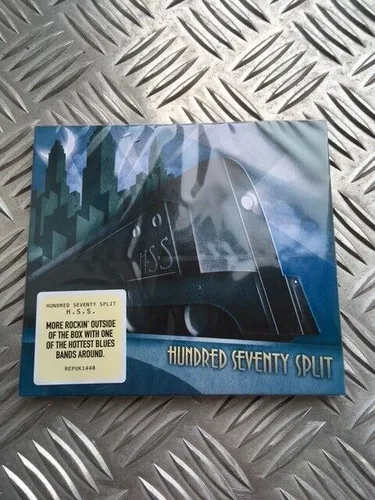 H.S.S
HUNDRED SEVENTY SPLIT
H.S.S.
MORE ROCKIN' OUTSIDE
OF THE BOX WITH ONE
OF THE HOTTEST BLUES
BANDS AROUND.
REPUK1440
HUNDRED SEVENTY SPLIT